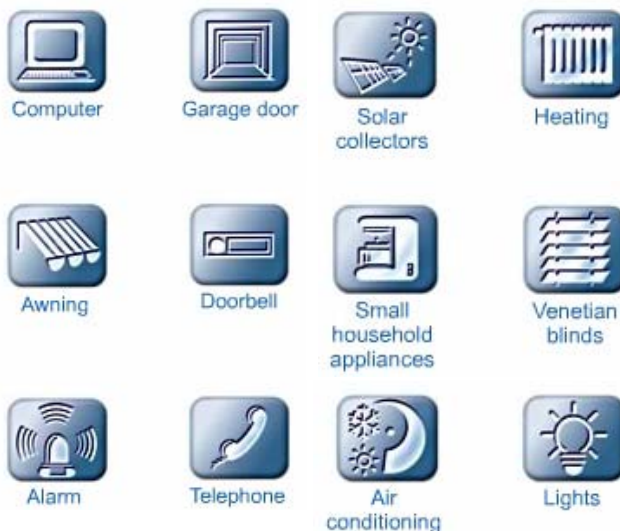 Computer
Garage door
Solar
collectors
Heating
Awning
Doorbell
Small
household
appliances
Venetian
blinds
Alarm
Telephone
Air
conditioning
Lights